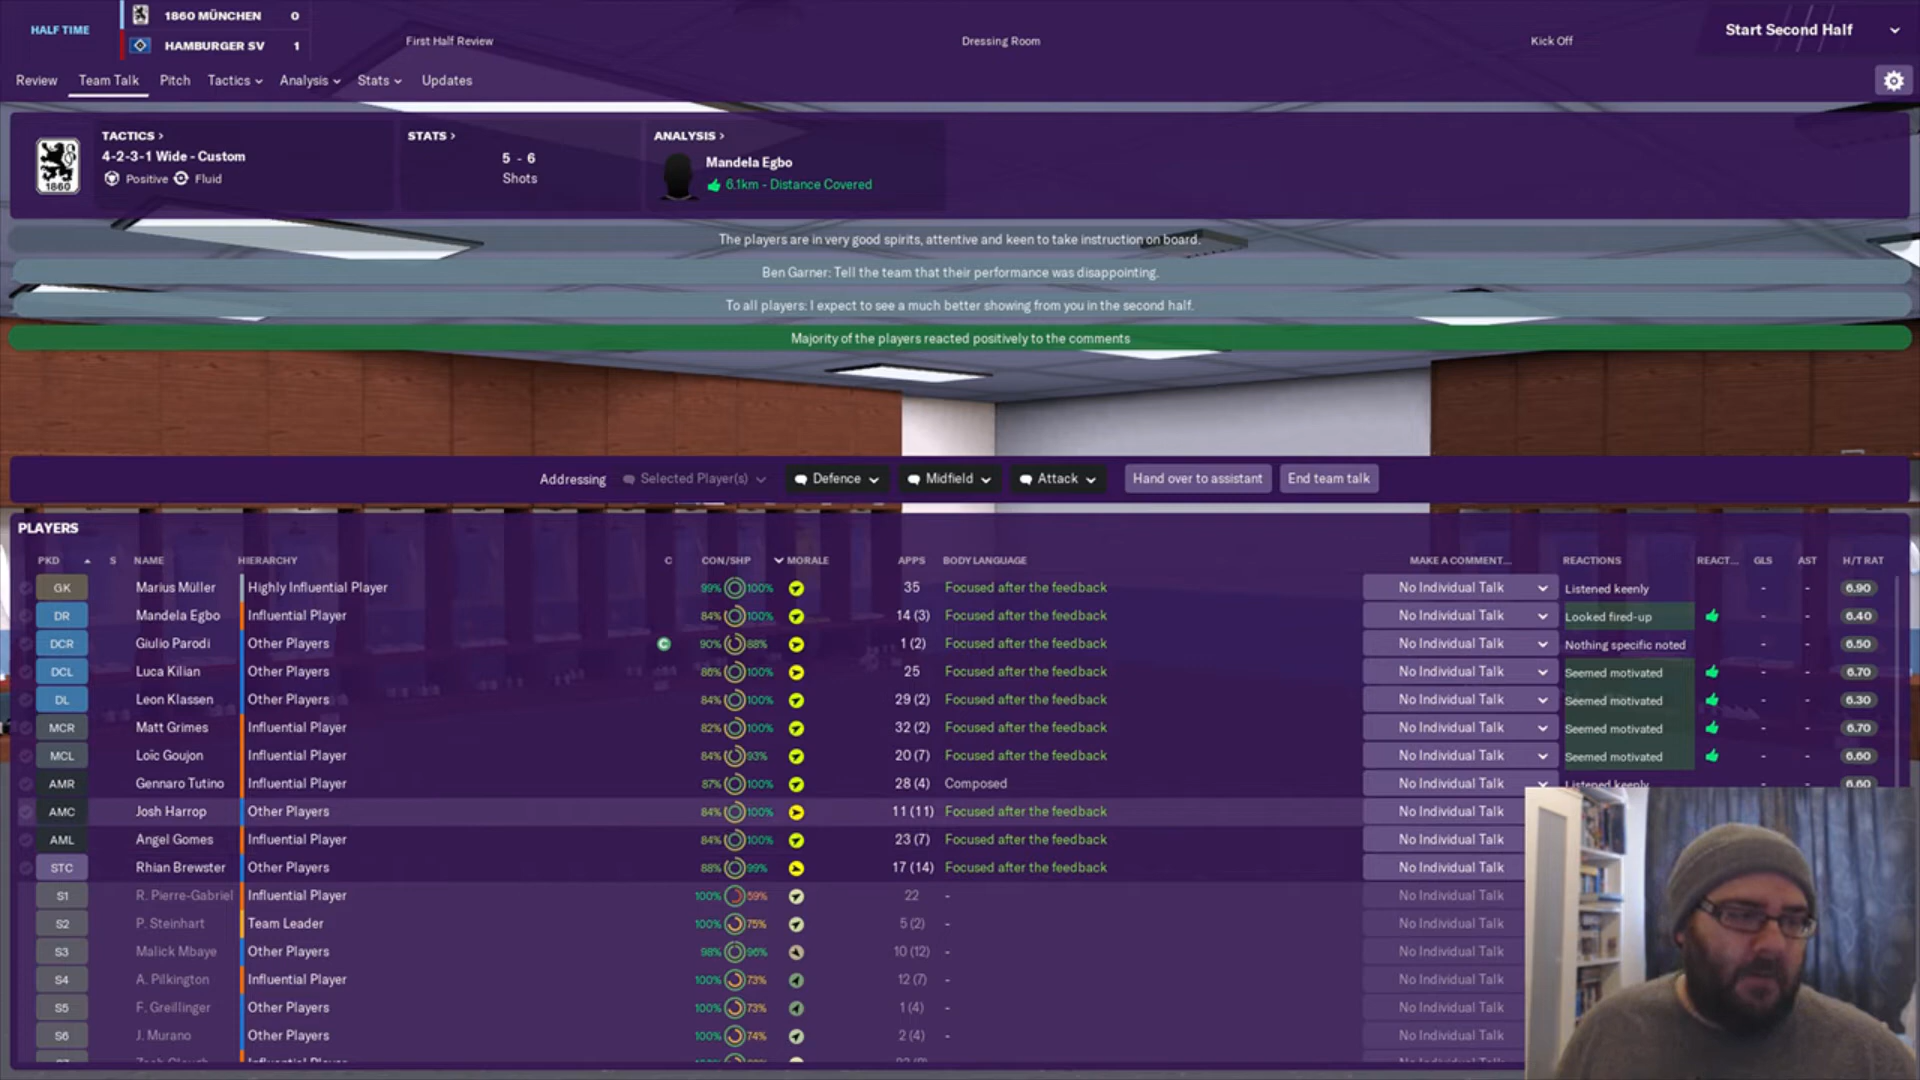 HALF TIME
1860 MÜNCHEN 0
HAMBURGER SV 1
First Half Review
Dressing Room
Kick Off
Start Second Half
Review Team Talk Pitch Tactics Analysis Stats Updates
1860
TACTICS >
4-2-3-1 Wide - Custom
Positive Fluid
STATS >
5 - 6
Shots
ANALYSIS >
Mandela Egbo
6.1km - Distance Covered
The players are in very good spirits, attentive and keen to take instruction on board.
Ben Garner: Tell the team that their performance was disappointing.
To all players: I expect to see a much better showing from you in the second half.
Majority of the players reacted positively to the comments
Addressing Selected Player(s) Defence Midfield Attack Hand over to assistant End team talk
PLAYERS
PKD S NAME HIERARCHY C CON/SHP MORALE APPS BODY LANGUAGE MAKE A COMMENT... REACTIONS REACT... GLS AST H/T RAT
GK Marius Müller Highly Influential Player 99% 100% 35 Focused after the feedback No Individual Talk Listened keenly - - 6.90
DR Mandela Egbo Influential Player 84% 100% 14 (3) Focused after the feedback No Individual Talk Looked fired-up - - 6.40
DCR Giulio Parodi Other Players C 90% 88% 1 (2) Focused after the feedback No Individual Talk Nothing specific noted - - 6.50
DCL Luca Kilian Other Players 86% 100% 25 Focused after the feedback No Individual Talk Seemed motivated - - 6.70
DL Leon Klassen Other Players 84% 100% 29 (2) Focused after the feedback No Individual Talk Seemed motivated - - 6.30
MCR Matt Grimes Influential Player 82% 100% 32 (2) Focused after the feedback No Individual Talk Seemed motivated - - 6.70
MCL Loïc Goujon Influential Player 84% 93% 20 (7) Focused after the feedback No Individual Talk Seemed motivated - - 6.60
AMR Gennaro Tutino Influential Player 87% 100% 28 (4) Composed No Individual Talk Listened keenly - - 6.60
AMC Josh Harrop Other Players 84% 100% 11 (11) Focused after the feedback No Individual Talk
AML Angel Gomes Influential Player 84% 100% 23 (7) Focused after the feedback No Individual Talk
STC Rhian Brewster Other Players 88% 99% 17 (14) Focused after the feedback No Individual Talk
S1 R. Pierre-Gabriel Influential Player 100% 59% 22 - No Individual Talk
S2 P. Steinhart Team Leader 100% 75% 5 (2) - No Individual Talk
S3 Malick Mbaye Other Players 98% 96% 10 (12) - No Individual Talk
S4 A. Pilkington Influential Player 100% 73% 12 (7) - No Individual Talk
S5 F. Greillinger Other Players 100% 73% 1 (4) - No Individual Talk
S6 J. Murano Other Players 100% 74% 2 (4) - No Individual Talk